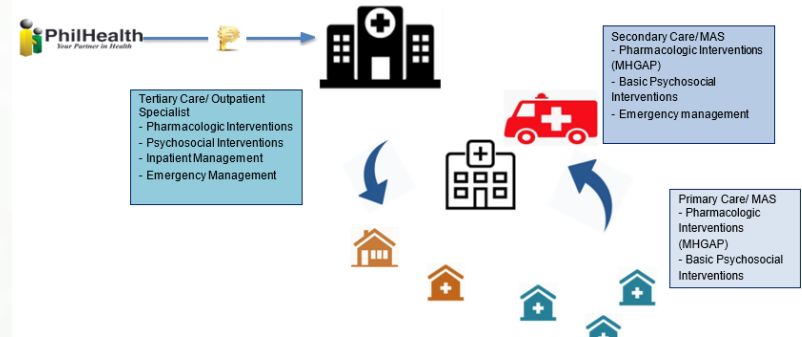 PhilHealth
Your Partner in Health
Secondary Care/ MAS
- Pharmacologic Interventions
(MHGAP)
- Basic Psychosocial
Interventions
- Emergency management
Tertiary Care/ Outpatient
Specialist
- Pharmacologic Interventions
- Psychosocial Interventions
- Inpatient Management
- Emergency Management
Primary Care/ MAS
- Pharmacologic
Interventions
(MHGAP)
- Basic Psychosocial
Interventions